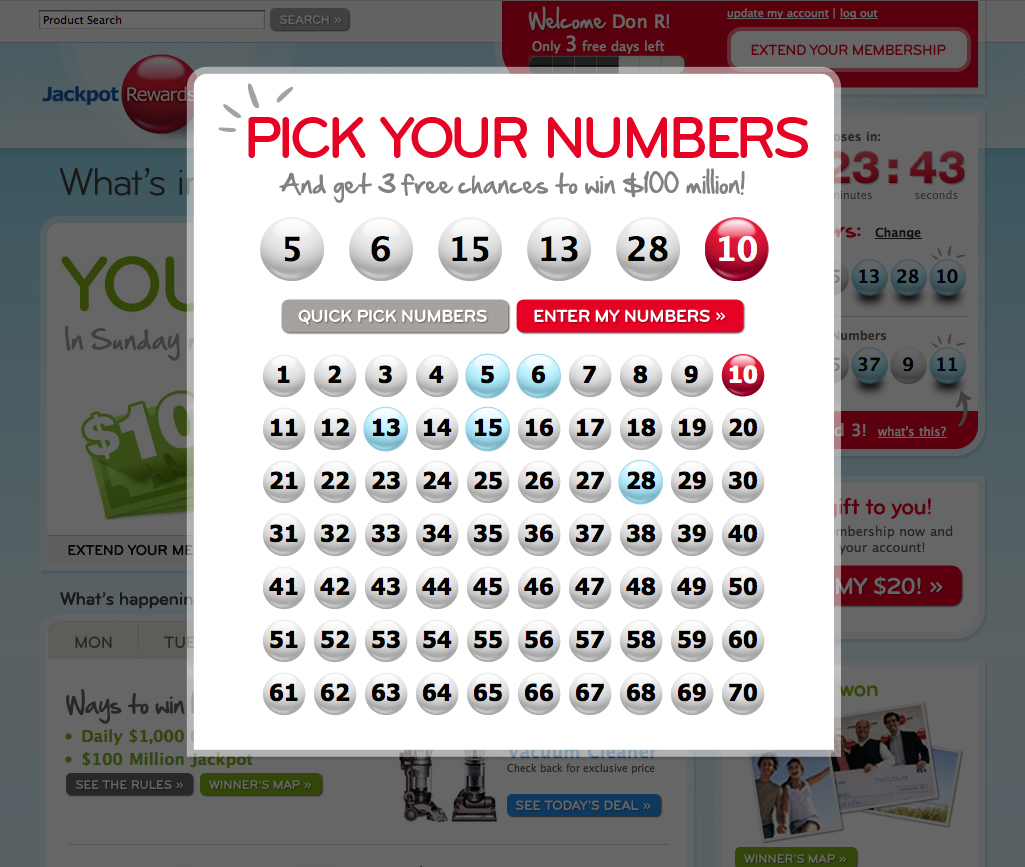 Product Search
SEARCH »
Welcome Don R!
Only 3 free days left
update my account | log out
EXTEND YOUR MEMBERSHIP
Jackpot Rewards
PICK YOUR NUMBERS
And get 3 free chances to win $100 million!
5 6 15 13 28 10
QUICK PICK NUMBERS
ENTER MY NUMBERS »
1 2 3 4 5 6 7 8 9 10
11 12 13 14 15 16 17 18 19 20
21 22 23 24 25 26 27 28 29 30
31 32 33 34 35 36 37 38 39 40
41 42 43 44 45 46 47 48 49 50
51 52 53 54 55 56 57 58 59 60
61 62 63 64 65 66 67 68 69 70
What's i
YOU
In Sunday
$10
EXTEND YOUR ME
What's happenin
MON
TUE
Ways to win
Daily $1,000
$100 Million Jackpot
SEE THE RULES »
WINNER'S MAP »
Vacuum Cleaner
Check back for exclusive price
SEE TODAY'S DEAL »
oses in:
23 : 43
inutes
seconds
rs:
Change
13 28 10
Numbers
37 9 11
d 3!
what's this?
ift to you!
mbership now and
your account!
MY $20! »
won
WINNER'S MAP »